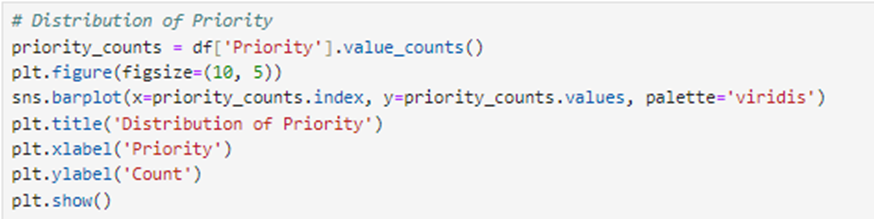 # Distribution of Priority
priority_counts = df['Priority'].value_counts()
plt.figure(figsize=(10, 5))
sns.barplot(x=priority_counts.index, y=priority_counts.values, palette='viridis')
plt.title('Distribution of Priority')
plt.xlabel('Priority')
plt.ylabel('Count')
plt.show()